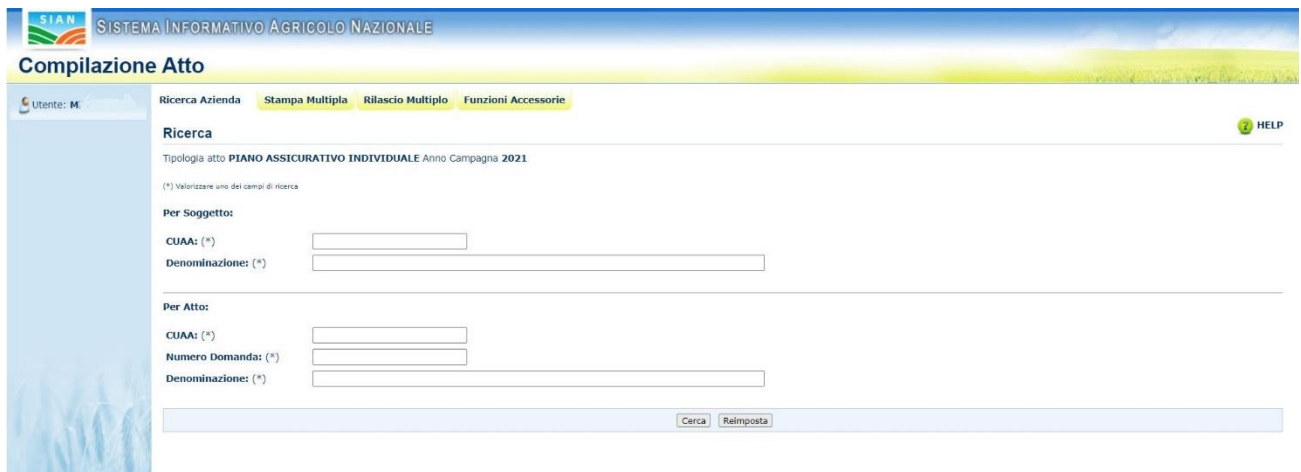 SIAN
SISTEMA INFORMATIVO AGRICOLO NAZIONALE
Compilazione Atto
Utente: M
Ricerca Azienda Stampa Multipla Rilascio Multiplo Funzioni Accessorie
HELP
Ricerca
Tipologia atto PIANO ASSICURATIVO INDIVIDUALE Anno Campagna 2021
(*) Valorizzare uno dei campi di ricerca
Per Soggetto:
CUAA: (*)
Denominazione: (*)
Per Atto:
CUAA: (*)
Numero Domanda: (*)
Denominazione: (*)
Cerca Reimposta